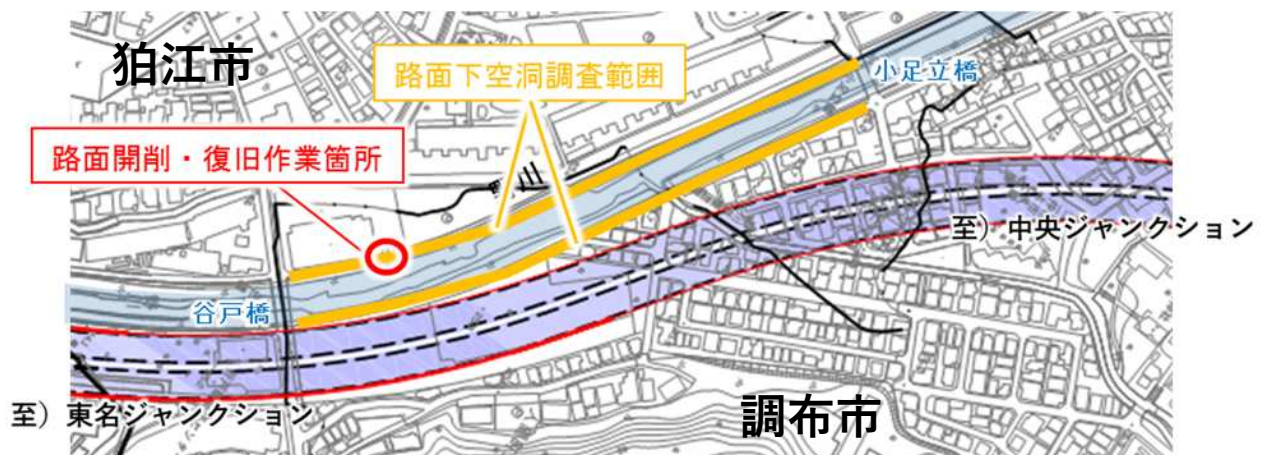 狛江市
路面下空洞調査範囲
小足立橋
路面開削・復旧作業箇所
至）中央ジャンクション
谷戸橋
至）東名ジャンクション
調布市